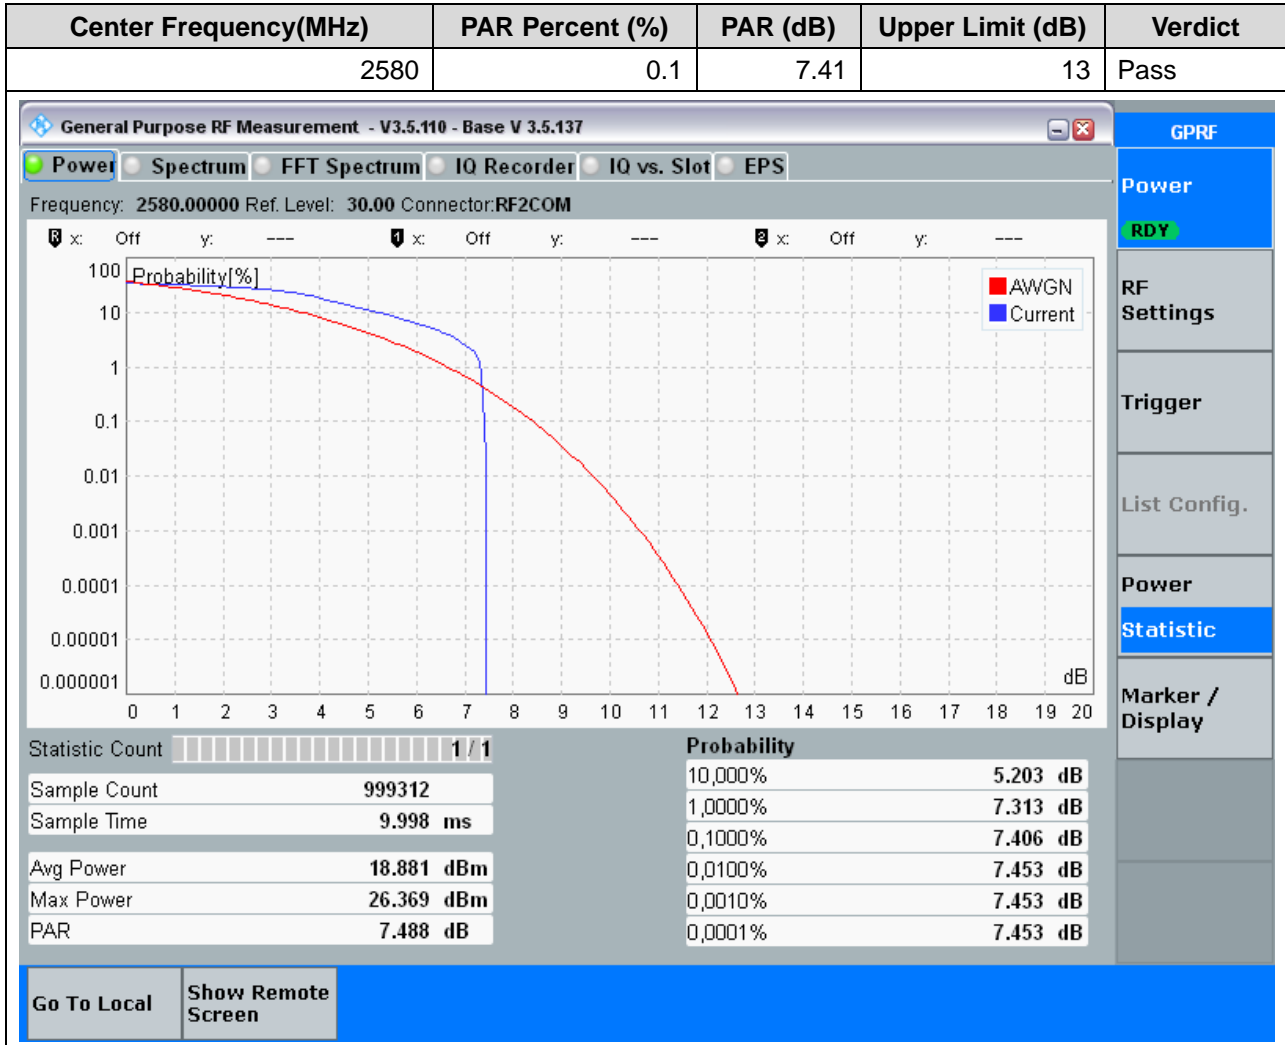 Center Frequency(MHz) PAR Percent (%) PAR (dB) Upper Limit (dB) Verdict
2580 0.1 7.41 13 Pass
General Purpose RF Measurement - V3.5.110 - Base V 3.5.137
GPRF
Power Spectrum FFT Spectrum IQ Recorder IQ vs. Slot EPS
Frequency: 2580.00000 Ref. Level: 30.00 Connector:RF2COM
R x: Off y: --- 1 x: Off y: --- 2 x: Off y: ---
Probability[%]
100
10
1
0.1
0.01
0.001
0.0001
0.00001
0.000001
AWGN
Current
dB
0 1 2 3 4 5 6 7 8 9 10 11 12 13 14 15 16 17 18 19 20
Statistic Count 1 / 1
Sample Count 999312
Sample Time 9.998 ms
Avg Power 18.881 dBm
Max Power 26.369 dBm
PAR 7.488 dB
Probability
10,000% 5.203 dB
1,0000% 7.313 dB
0,1000% 7.406 dB
0,0100% 7.453 dB
0,0010% 7.453 dB
0,0001% 7.453 dB
Power
RDY
RF
Settings
Trigger
List Config.
Power
Statistic
Marker /
Display
Go To Local
Show Remote
Screen